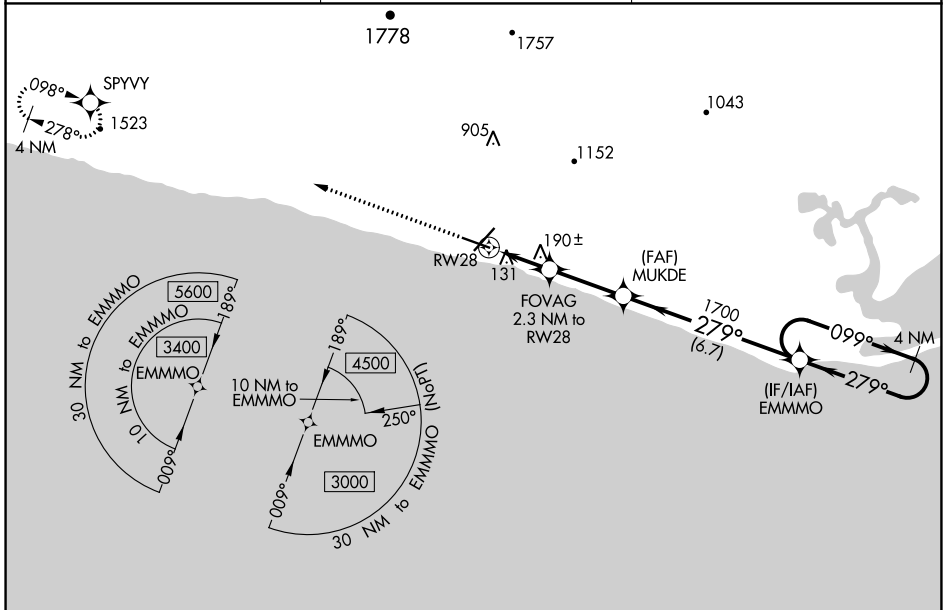 1778
1757
SPYVY
098°
1523
278°
4 NM
1043
905
1152
190±
RW28
131
(FAF)
MUKDE
FOVAG
2.3 NM to
RW28
1700
279°
(6.7)
099°
4 NM
279°
(IF/IAF)
EMMMO
5600
189°
30 NM to EMMMO
10 NM to EMMMO
3400
EMMMO
009°
189°
4500
(NoPT)
10 NM to
EMMMO
250°
EMMMO
009°
3000
30 NM to EMMMO